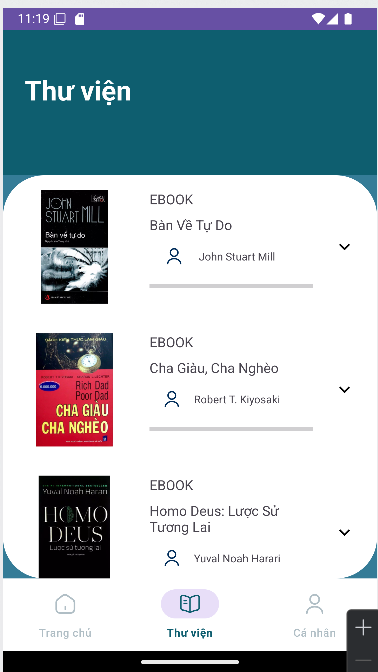 11:19
Thư viện
JOHN
STUART MILL
Bàn về tự do
EBOOK
Bàn Về Tự Do
John Stuart Mill
Rich Dad
Poor Dad
CHA GIÀU
CHA NGHÈO
EBOOK
Cha Giàu, Cha Nghèo
Robert T. Kiyosaki
Yuval Noah Harari
HOMO
DEUS
Lược sử tương lai
EBOOK
Homo Deus: Lược Sử
Tương Lai
Yuval Noah Harari
Trang chủ
Thư viện
Cá nhân